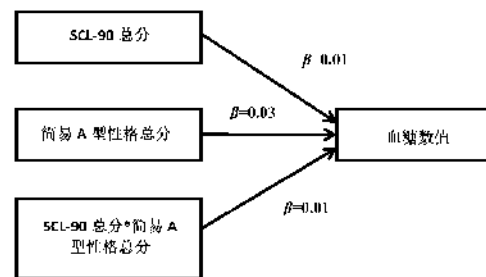 SCL-90 总分
β=0.01
简易 A 型性格总分
β=0.03
血糖数值
SCL-90 总分*简易 A
型性格总分
β=0.01